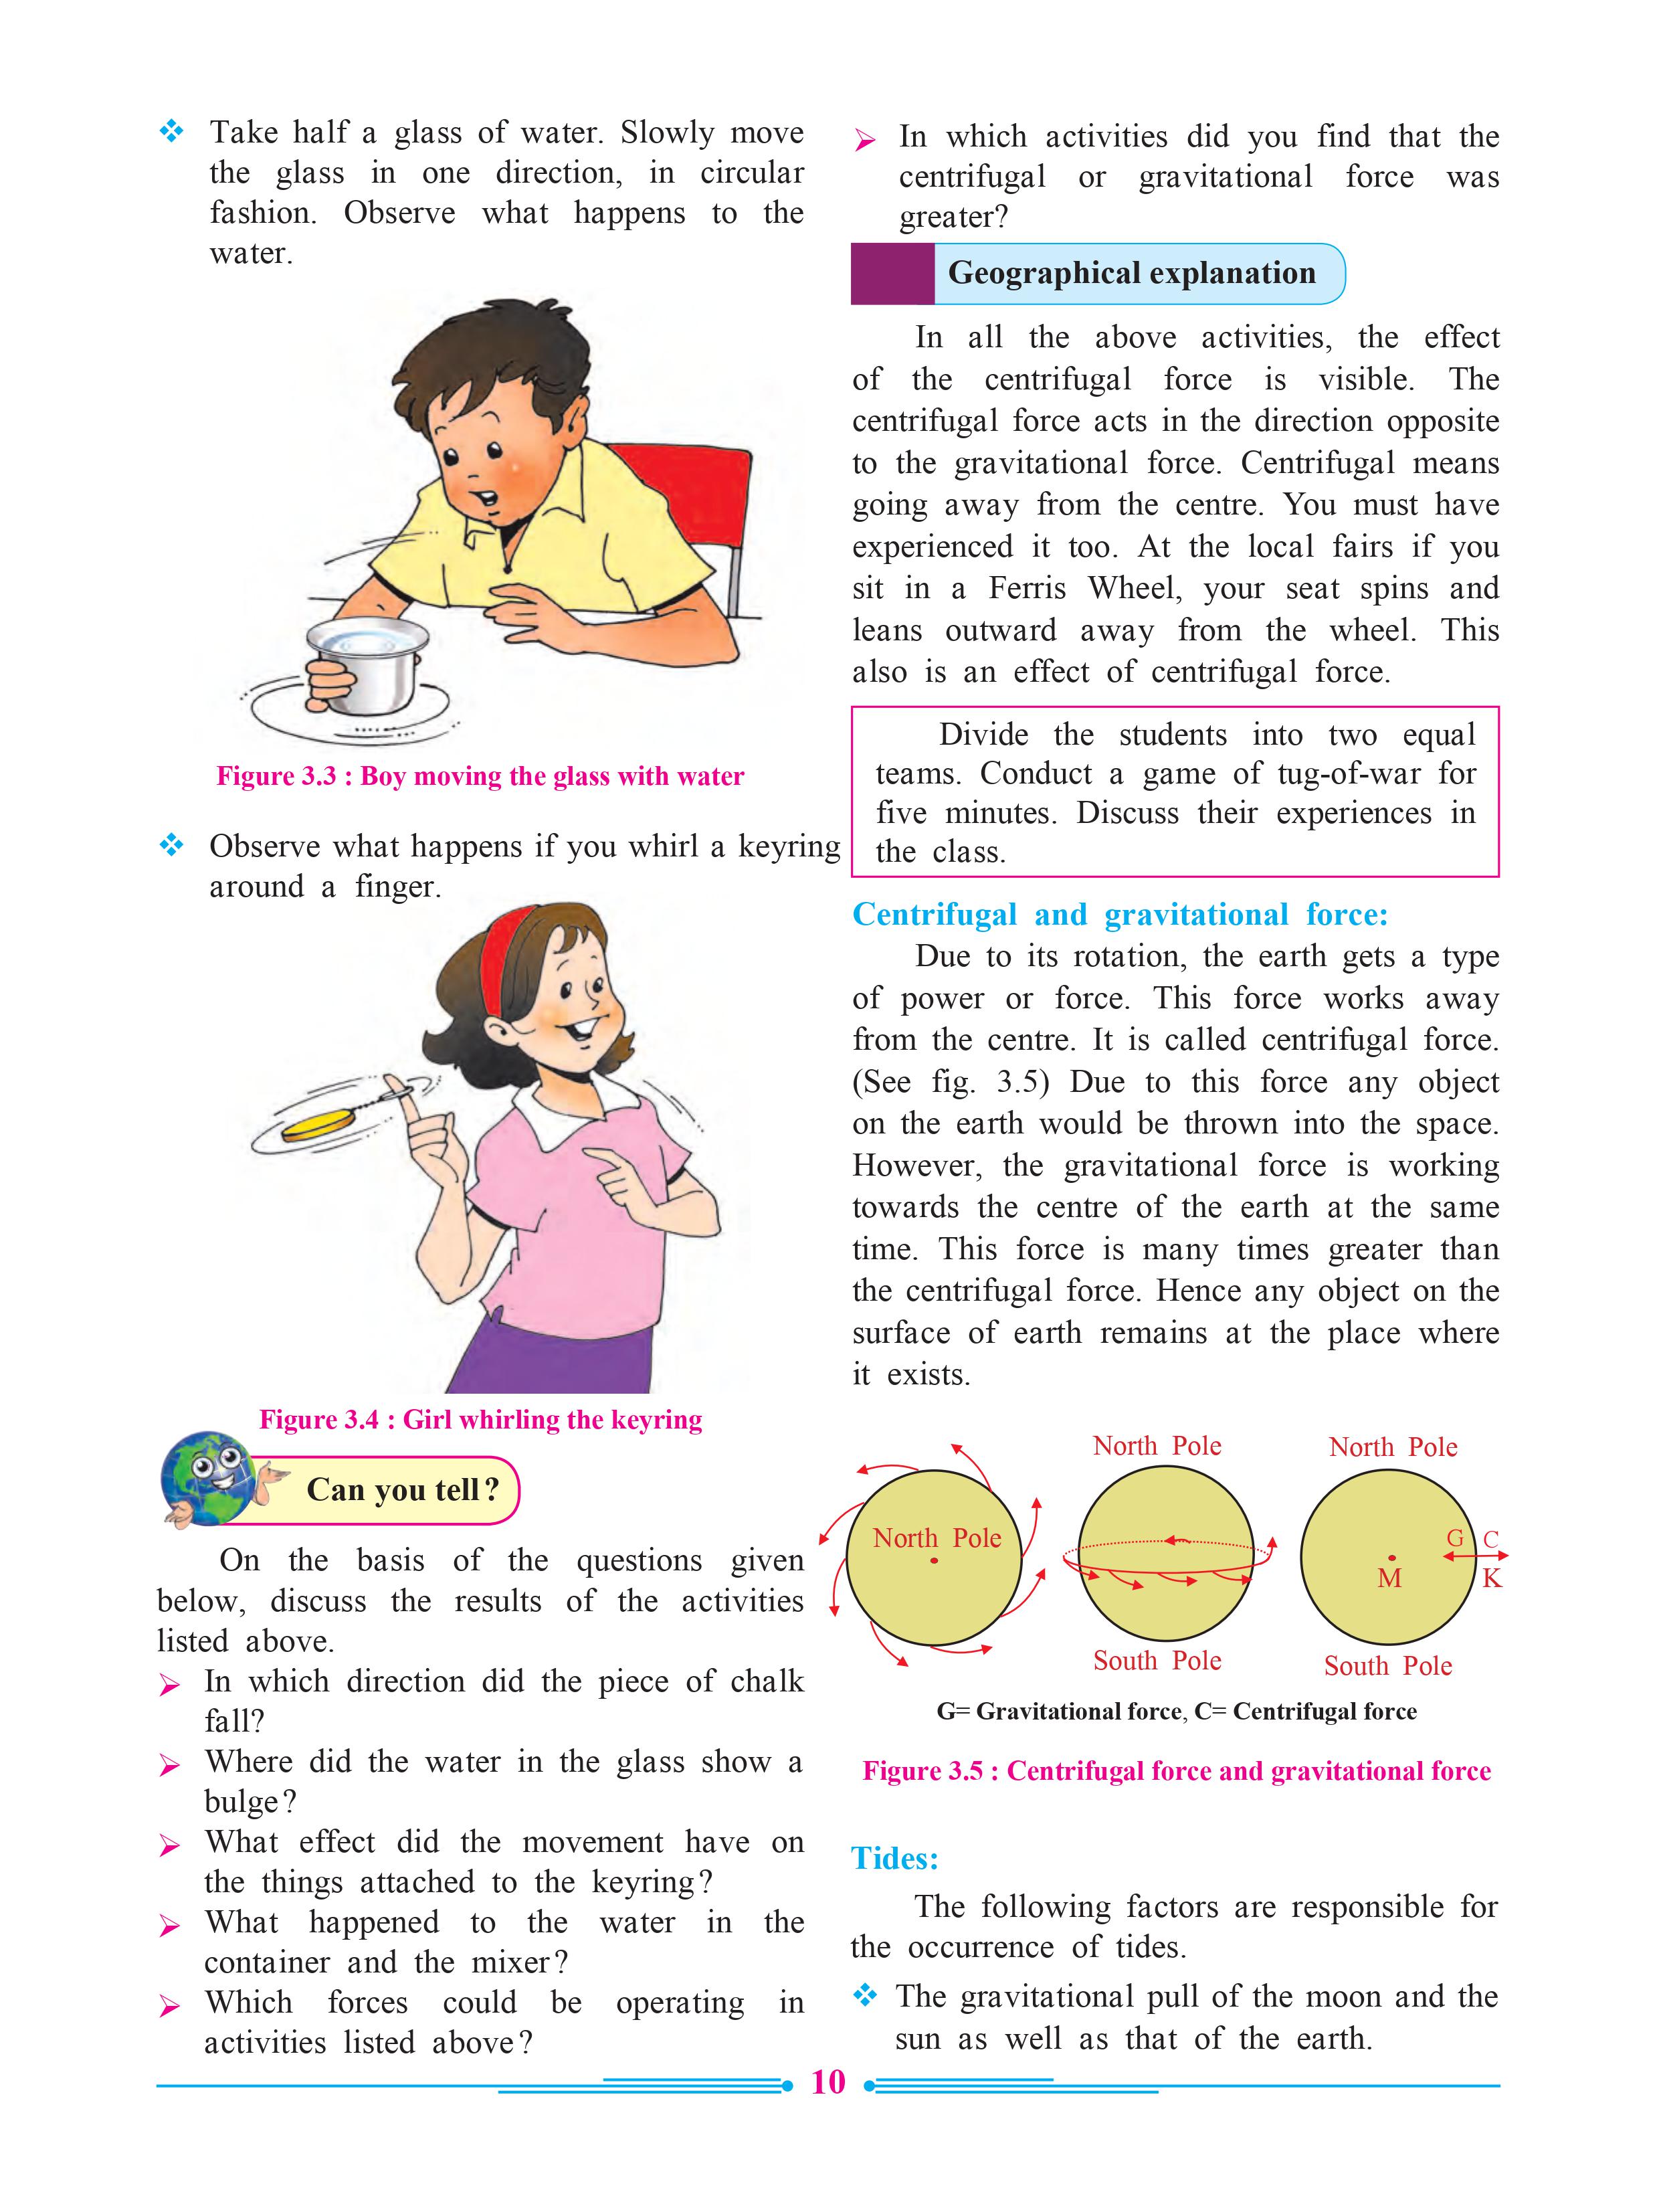 Take half a glass of water. Slowly move
the glass in one direction, in circular
fashion. Observe what happens to the
water.
Figure 3.3 : Boy moving the glass with water
Observe what happens if you whirl a keyring
around a finger.
Figure 3.4 : Girl whirling the keyring
Can you tell?
On the basis of the questions given
below, discuss the results of the activities
listed above.
In which direction did the piece of chalk
fall?
Where did the water in the glass show a
bulge?
What effect did the movement have on
the things attached to the keyring?
What happened to the water in the
container and the mixer?
Which forces could be operating in
activities listed above?
In which activities did you find that the
centrifugal or gravitational force was
greater?
Geographical explanation
In all the above activities, the effect
of the centrifugal force is visible. The
centrifugal force acts in the direction opposite
to the gravitational force. Centrifugal means
going away from the centre. You must have
experienced it too. At the local fairs if you
sit in a Ferris Wheel, your seat spins and
leans outward away from the wheel. This
also is an effect of centrifugal force.
Divide the students into two equal
teams. Conduct a game of tug-of-war for
five minutes. Discuss their experiences in
the class.
Centrifugal and gravitational force:
Due to its rotation, the earth gets a type
of power or force. This force works away
from the centre. It is called centrifugal force.
(See fig. 3.5) Due to this force any object
on the earth would be thrown into the space.
However, the gravitational force is working
towards the centre of the earth at the same
time. This force is many times greater than
the centrifugal force. Hence any object on the
surface of earth remains at the place where
it exists.
North Pole
North Pole
South Pole
North Pole
G C
M K
South Pole
G= Gravitational force, C= Centrifugal force
Figure 3.5 : Centrifugal force and gravitational force
Tides:
The following factors are responsible for
the occurrence of tides.
The gravitational pull of the moon and the
sun as well as that of the earth.
10